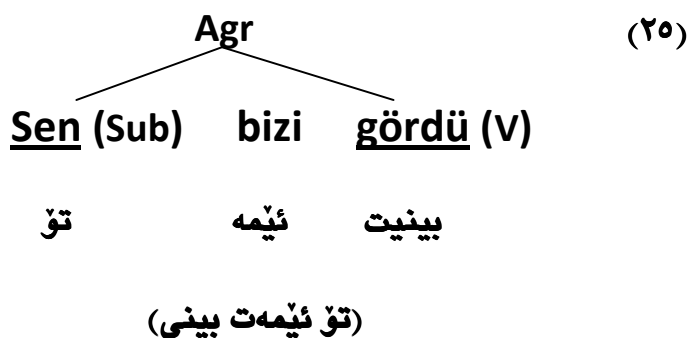 Agr (٢٥)
Sen (Sub) bizi gördü (V)
تۆ ئێمە بینیت
(تۆ ئێمەت بینی)